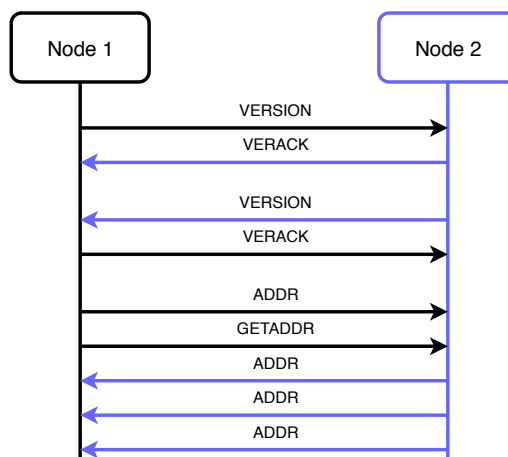 Node 1
Node 2
VERSION
VERACK
VERSION
VERACK
ADDR
GETADDR
ADDR
ADDR
ADDR